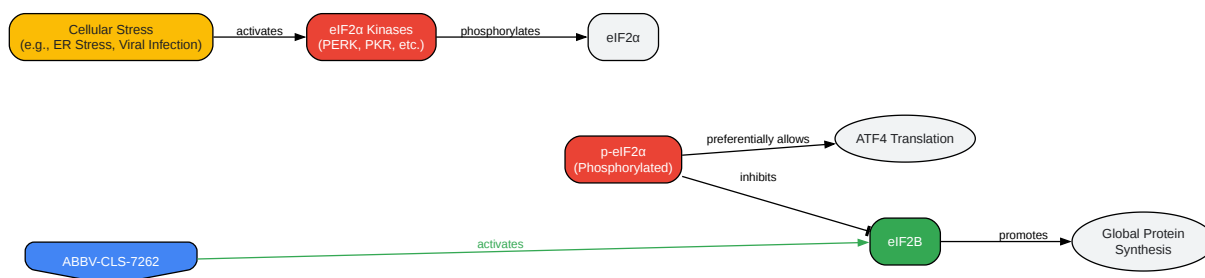 Cellular Stress
(e.g., ER Stress, Viral Infection)
activates
eIF2α Kinases
(PERK, PKR, etc.)
phosphorylates
eIF2α
p-eIF2α
(Phosphorylated)
preferentially allows
ATF4 Translation
inhibits
ABBV-CLS-7262
activates
eIF2B
promotes
Global Protein
Synthesis